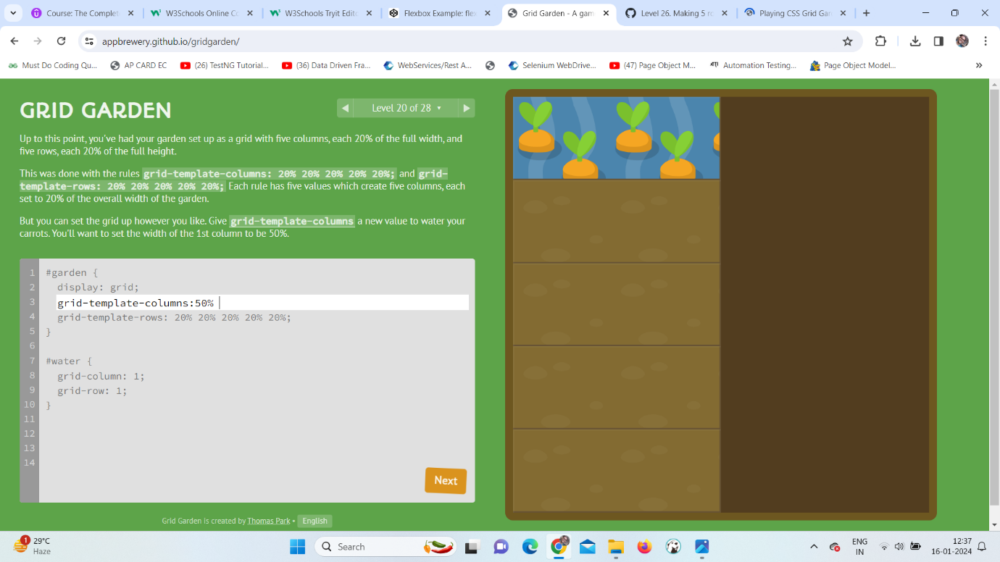 Course: The Complet
W3Schools Online Co
W3Schools Tryit Edito
Flexbox Example: flex
Grid Garden - A gam
Level 26. Making 5 ro
Playing CSS Grid Gar
appbrewery.github.io/gridgarden/
Must Do Coding Qu...
AP CARD EC
(26) TestNG Tutorial...
(36) Data Driven Fra...
WebServices/Rest A...
Selenium WebDrive...
(47) Page Object M...
Automation Testing...
Page Object Model...
»
GRID GARDEN
Level 20 of 28
Up to this point, you've had your garden set up as a grid with five columns, each 20% of the full width, and
five rows, each 20% of the full height.
This was done with the rules grid-template-columns: 20% 20% 20% 20% 20%; and grid-
template-rows: 20% 20% 20% 20% 20%; Each rule has five values which create five columns, each
set to 20% of the overall width of the garden.
But you can set the grid up however you like. Give grid-template-columns a new value to water your
carrots. You'll want to set the width of the 1st column to be 50%.
1 #garden {
2 display: grid;
3 grid-template-columns:50%
4 grid-template-rows: 20% 20% 20% 20% 20%;
5 }
6
7 #water {
8 grid-column: 1;
9 grid-row: 1;
10 }
11
12
13
14
Next
Grid Garden is created by Thomas Park • English
1
29°C
Haze
Search
ENG
IN
12:37
16-01-2024